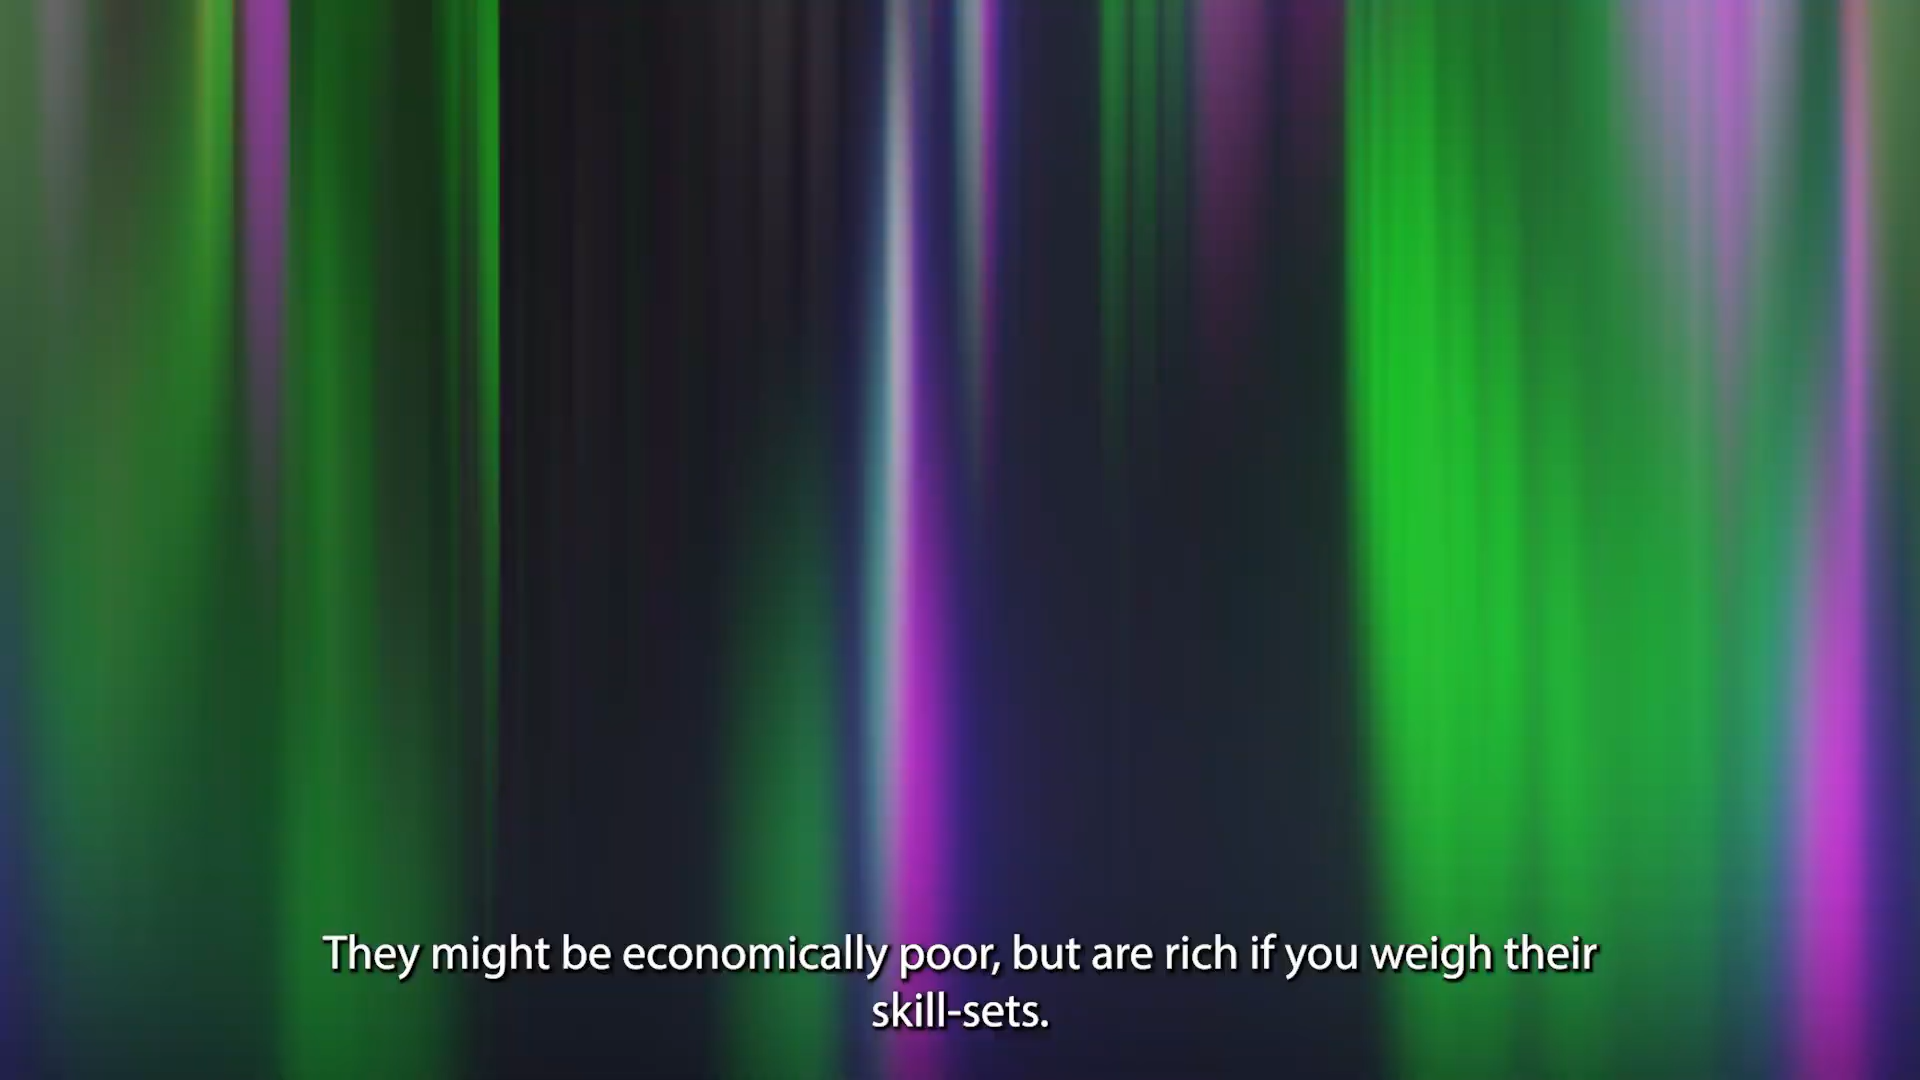 They might be economically poor, but are rich if you weigh their
skill-sets.